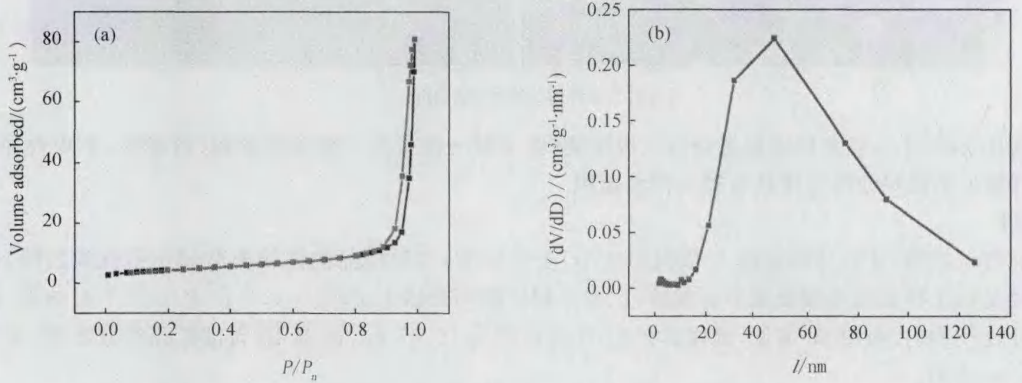 (a)
Volume adsorbed/(cm³·g⁻¹)
80
60
40
20
0
0.0 0.2 0.4 0.6 0.8 1.0
P/Pₙ
(b)
(dV/dD)/(cm³·g⁻¹·nm⁻¹)
0.25
0.20
0.15
0.10
0.05
0.00
0 20 40 60 80 100 120 140
l/nm